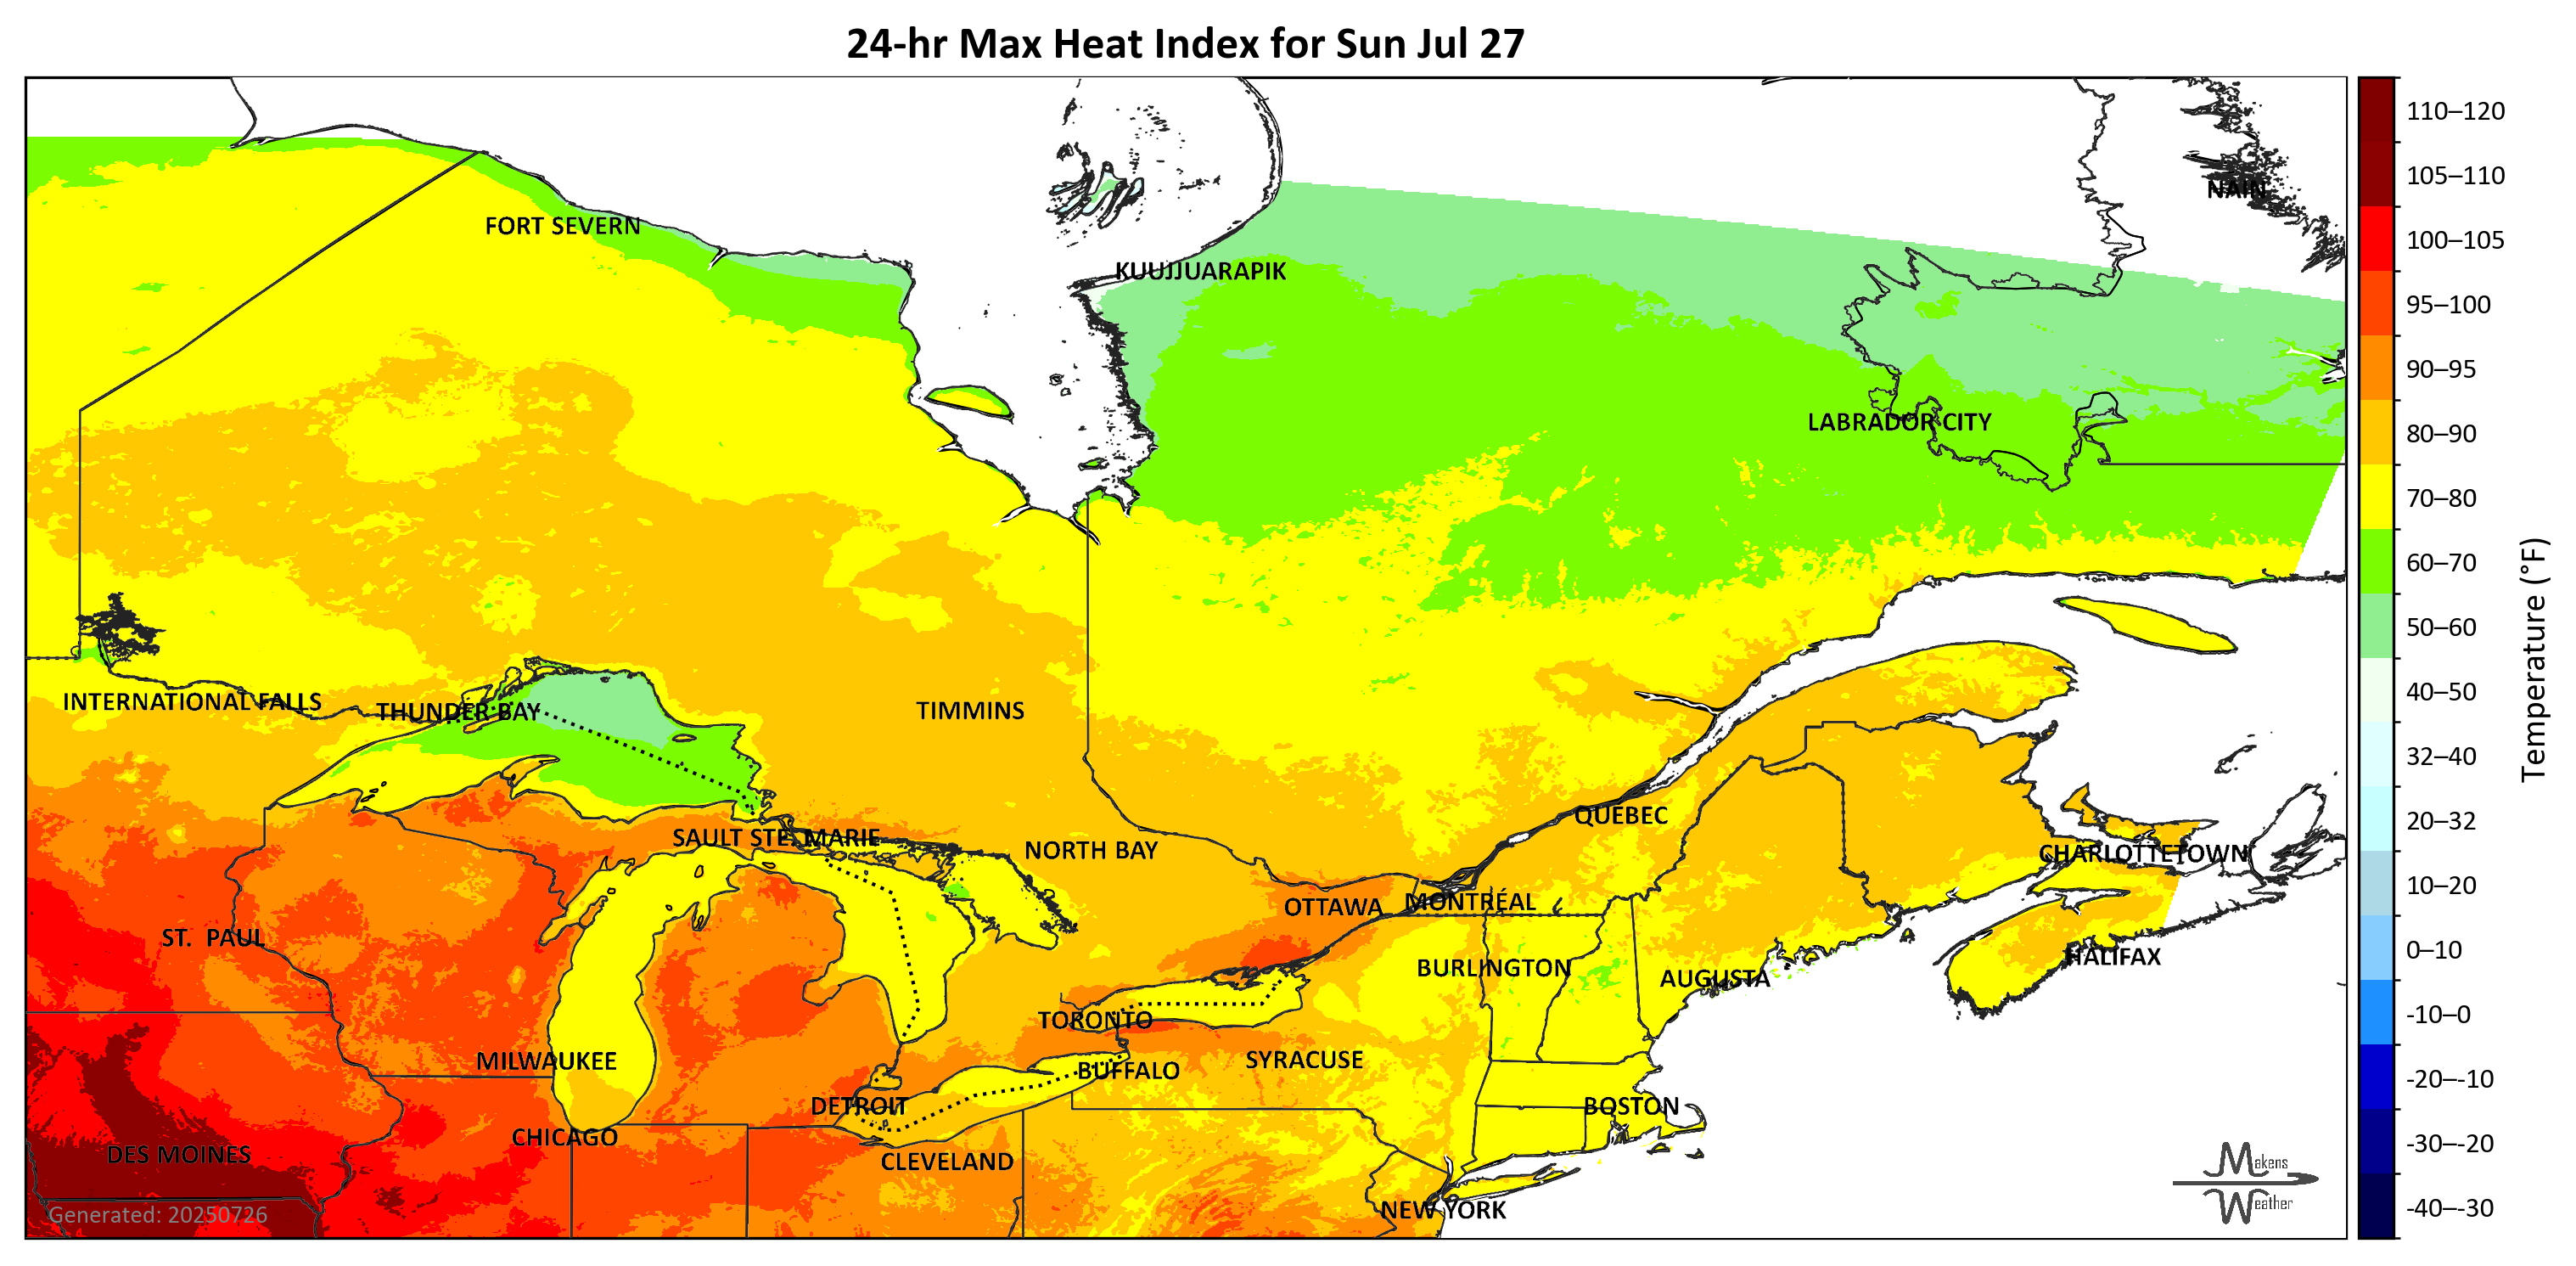 24-hr Max Heat Index for Sun Jul 27
NAIN
FORT SEVERN
KUUJJUARAPIK
LABRADOR CITY
INTERNATIONAL FALLS
THUNDER BAY
TIMMINS
QUÉBEC
SAULT STE. MARIE
NORTH BAY
CHARLOTTETOWN
OTTAWA
MONTRÉAL
ST. PAUL
HALIFAX
BURLINGTON
AUGUSTA
TORONTO
MILWAUKEE
SYRACUSE
BUFFALO
DETROIT
BOSTON
CHICAGO
DES MOINES
CLEVELAND
NEW YORK
Generated: 20250726
Makens
Weather
110–120
105–110
100–105
95–100
90–95
80–90
70–80
60–70
50–60
40–50
32–40
20–32
10–20
0–10
-10–0
-20–-10
-30–-20
-40–-30
Temperature (°F)